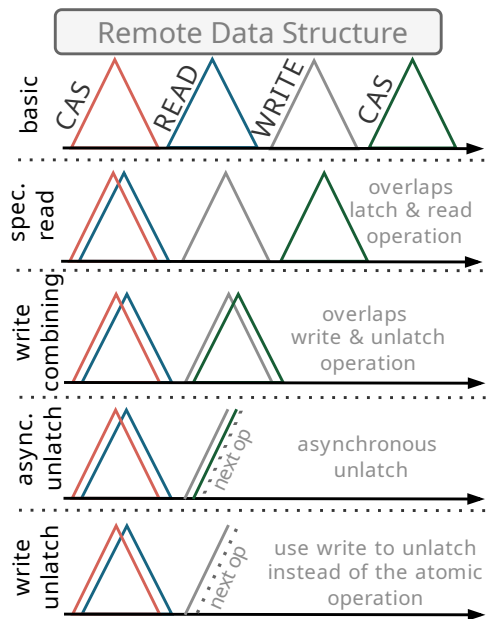 Remote Data Structure
basic
CAS
READ
WRITE
CAS
spec.
read
overlaps
latch & read
operation
write
combining
overlaps
write & unlatch
operation
async.
unlatch
next op
asynchronous
unlatch
write
unlatch
next op
use write to unlatch
instead of the atomic
operation